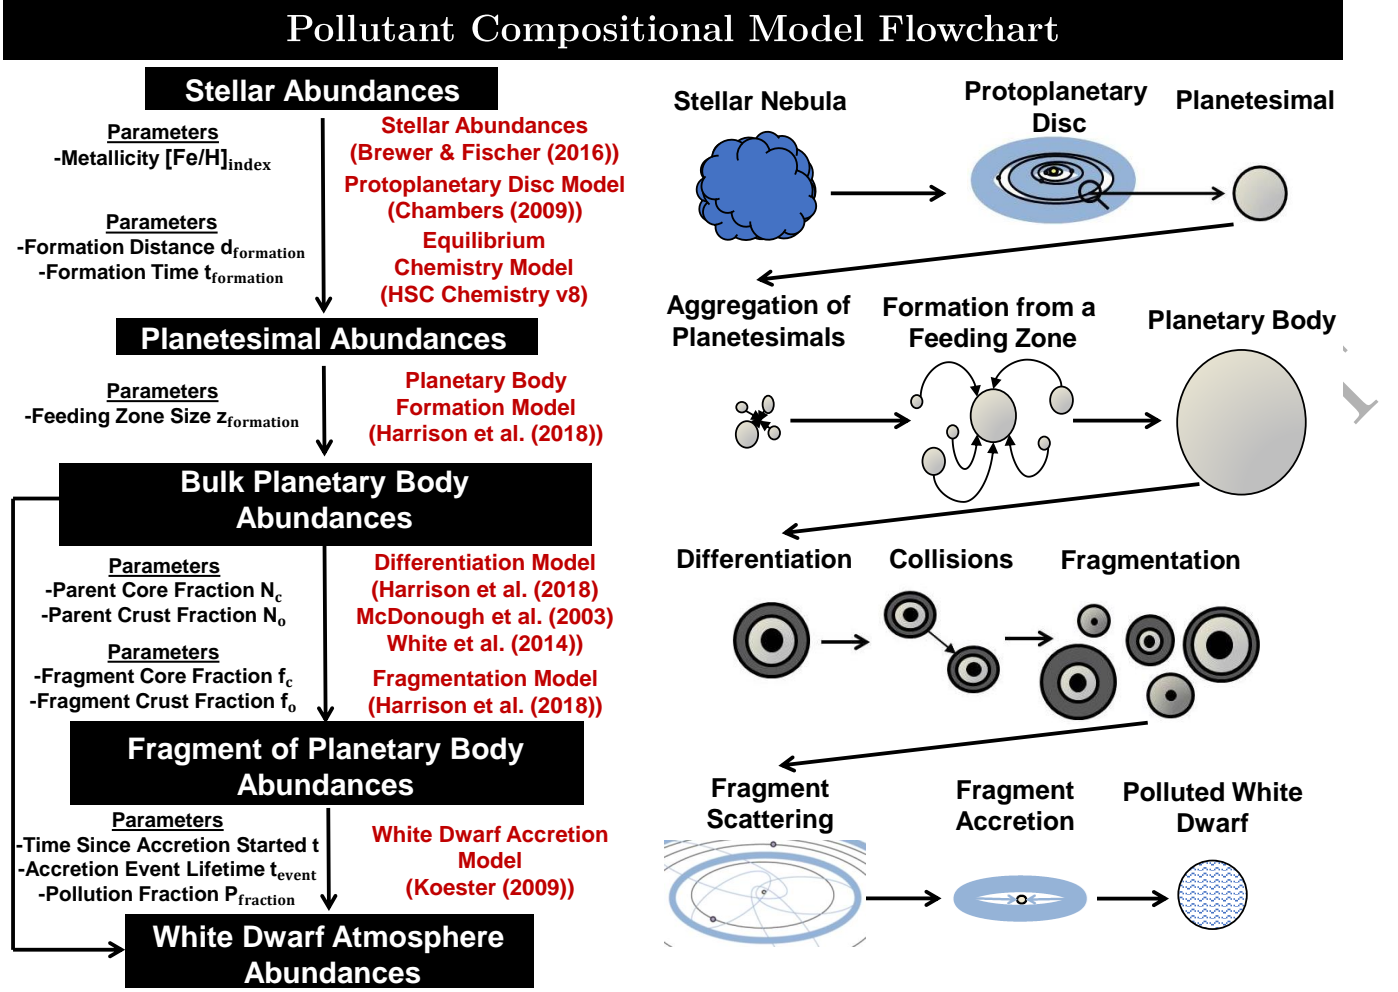 Pollutant Compositional Model Flowchart
Stellar Abundances
Parameters
-Metallicity [Fe/H]index
Stellar Abundances
(Brewer & Fischer (2016))
Protoplanetary Disc Model
(Chambers (2009))
Parameters
-Formation Distance dformation
-Formation Time tformation
Equilibrium
Chemistry Model
(HSC Chemistry v8)
Planetesimal Abundances
Parameters
-Feeding Zone Size zformation
Planetary Body
Formation Model
(Harrison et al. (2018))
Bulk Planetary Body
Abundances
Parameters
-Parent Core Fraction Nc
-Parent Crust Fraction No
Differentiation Model
(Harrison et al. (2018)
McDonough et al. (2003)
White et al. (2014))
Parameters
-Fragment Core Fraction fc
-Fragment Crust Fraction fo
Fragmentation Model
(Harrison et al. (2018))
Fragment of Planetary Body
Abundances
Parameters
-Time Since Accretion Started t
-Accretion Event Lifetime tevent
-Pollution Fraction Pfraction
White Dwarf Accretion
Model
(Koester (2009))
White Dwarf Atmosphere
Abundances
Stellar Nebula
Protoplanetary
Disc
Planetesimal
Aggregation of
Planetesimals
Formation from a
Feeding Zone
Planetary Body
Differentiation
Collisions
Fragmentation
Fragment
Scattering
Fragment
Accretion
Polluted White
Dwarf